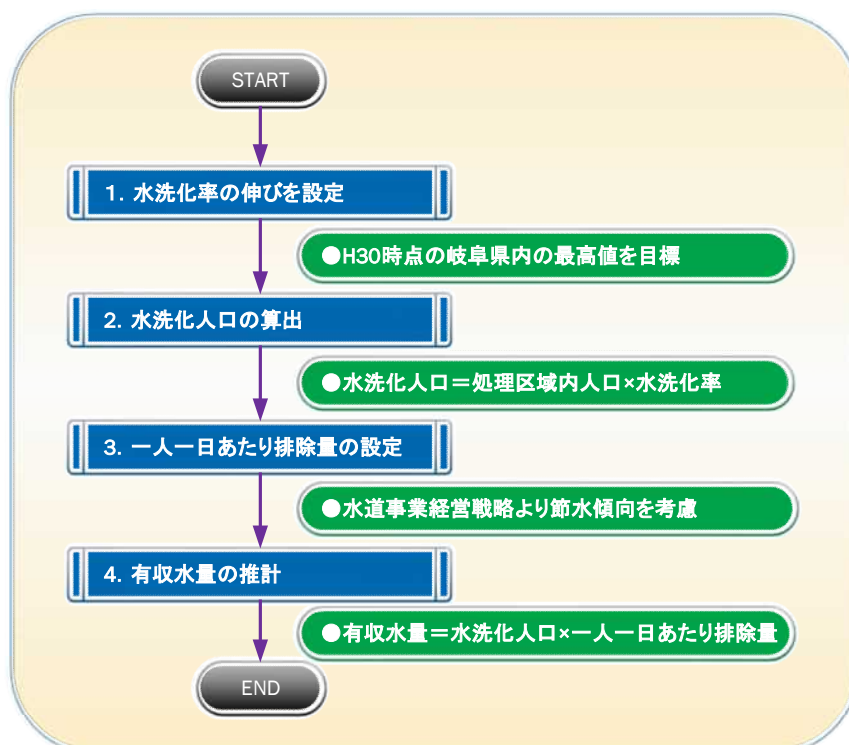 START
1. 水洗化率の伸びを設定
●H30時点の岐阜県内の最高値を目標
2. 水洗化人口の算出
●水洗化人口＝処理区域内人口×水洗化率
3. 一人一日あたり排除量の設定
●水道事業経営戦略より節水傾向を考慮
4. 有収水量の推計
●有収水量＝水洗化人口×一人一日あたり排除量
END